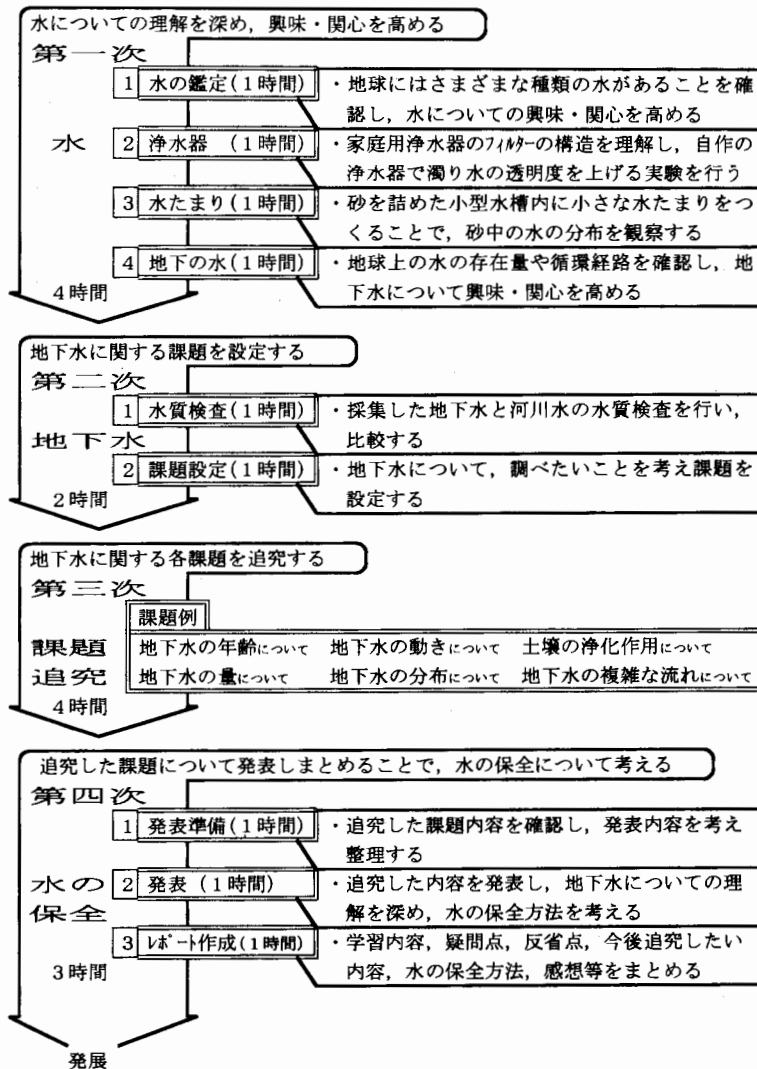 水についての理解を深め，興味・関心を高める
第一次
1 水の鑑定(1時間)
・地球にはさまざまな種類の水があることを確
認し，水についての興味・関心を高める
水
2 浄水器 (1時間)
・家庭用浄水器のﾌｨﾙﾀｰの構造を理解し，自作の
浄水器で濁り水の透明度を上げる実験を行う
3 水たまり(1時間)
・砂を詰めた小型水槽内に小さな水たまりをつ
くることで，砂中の水の分布を観察する
4 地下の水(1時間)
・地球上の水の存在量や循環経路を確認し，地
下水について興味・関心を高める
4時間
地下水に関する課題を設定する
第二次
1 水質検査(1時間)
・採集した地下水と河川水の水質検査を行い，
比較する
地下水
2 課題設定(1時間)
・地下水について，調べたいことを考え課題を
設定する
2時間
地下水に関する各課題を追究する
第三次
課題例
課題
追究
地下水の年齢について 地下水の動きについて 土壌の浄化作用について
地下水の量について 地下水の分布について 地下水の複雑な流れについて
4時間
追究した課題について発表しまとめることで，水の保全について考える
第四次
1 発表準備(1時間)
・追究した課題内容を確認し，発表内容を考え
整理する
水の
保全
2 発表 (1時間)
・追究した内容を発表し，地下水についての理
解を深め，水の保全方法を考える
3 ﾚﾎﾟｰﾄ作成(1時間)
・学習内容，疑問点，反省点，今後追究したい
内容，水の保全方法，感想等をまとめる
3時間
発展